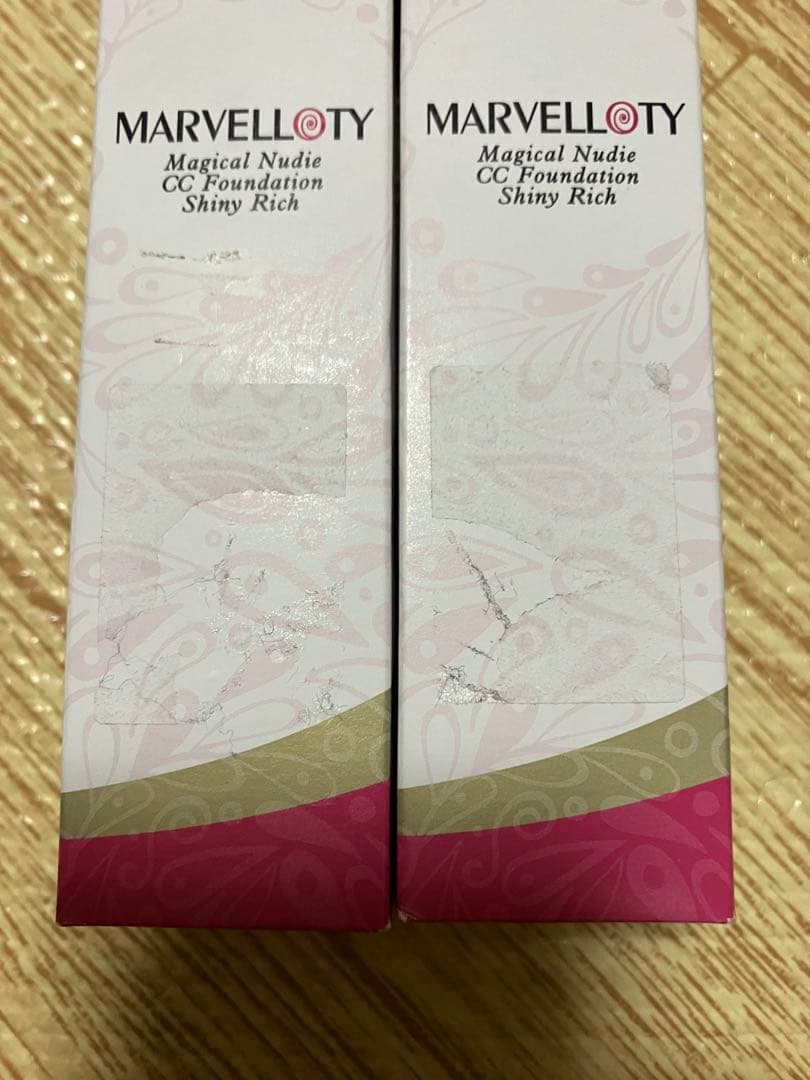 MARVELLOTY
Magical Nudie
CC Foundation
Shiny Rich
MARVELLOTY
Magical Nudie
CC Foundation
Shiny Rich